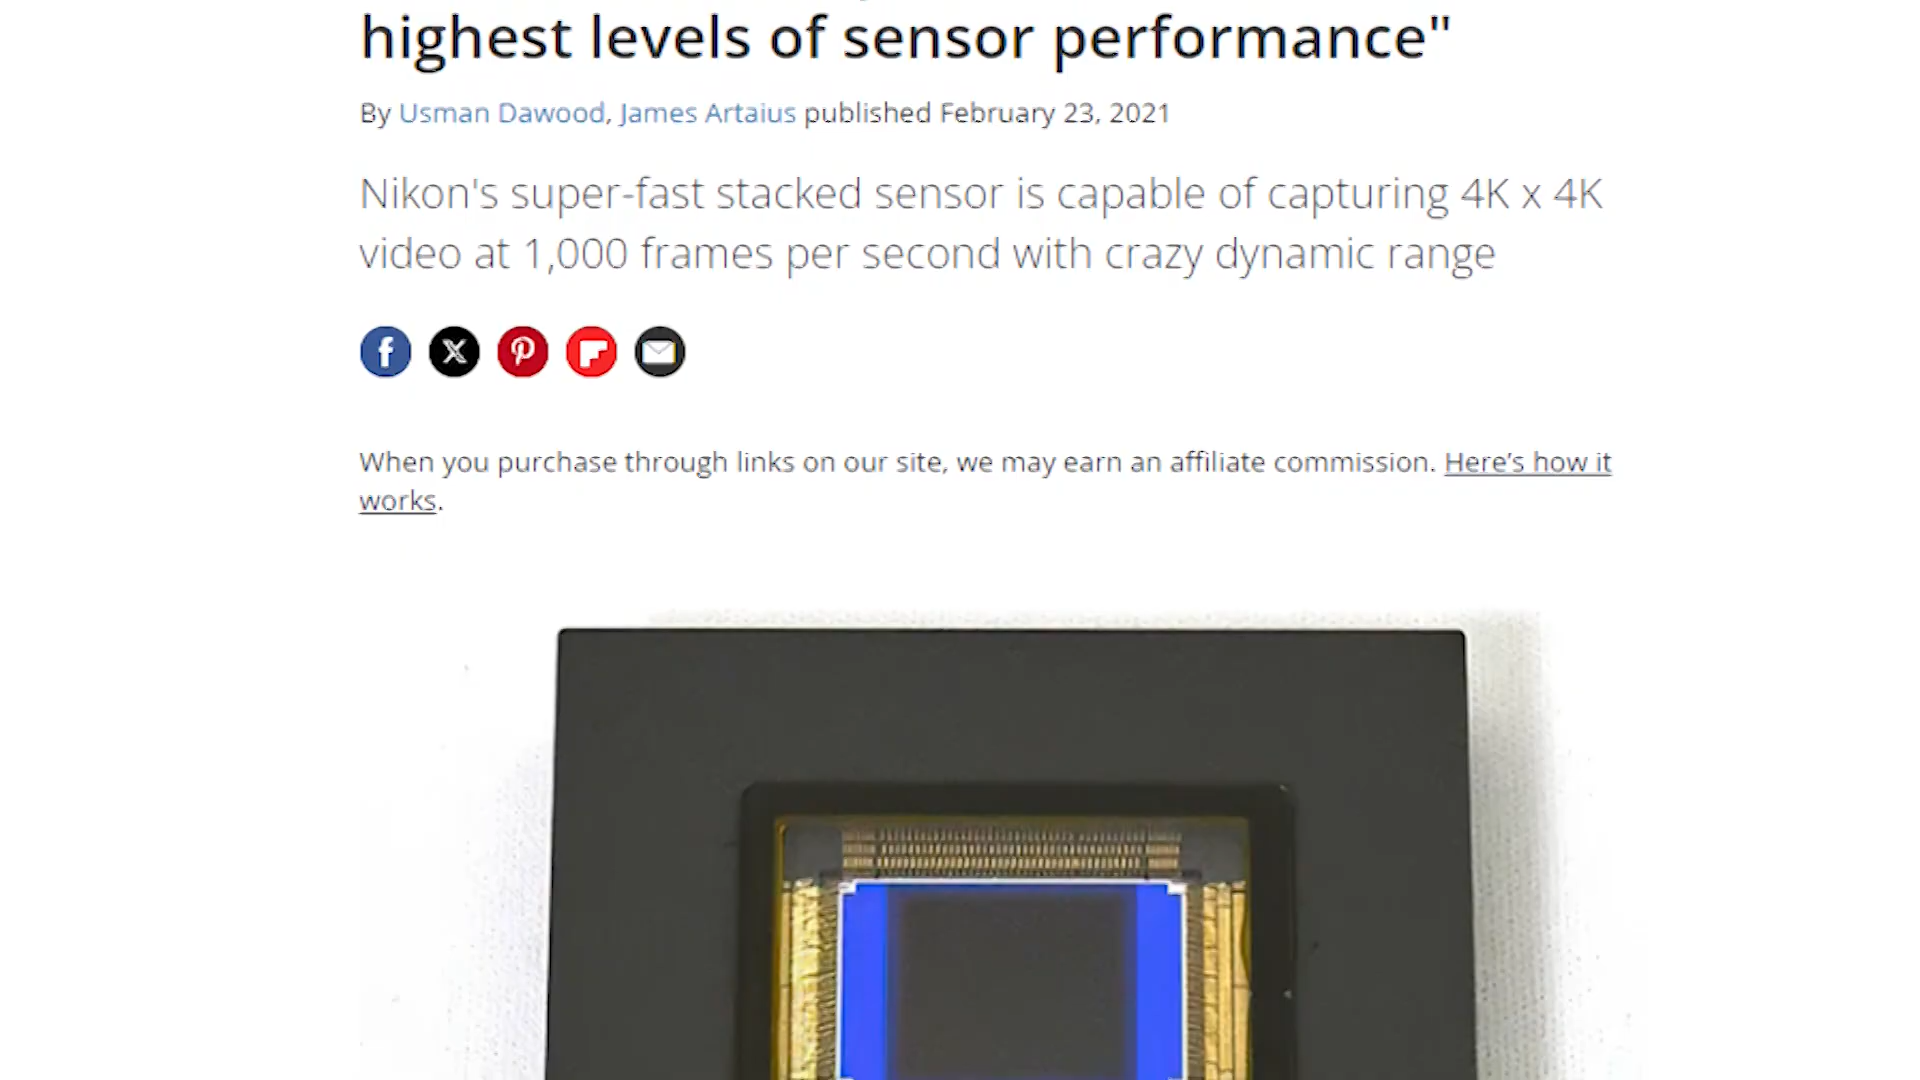 highest levels of sensor performance"
By Usman Dawood, James Artaius published February 23, 2021
Nikon's super-fast stacked sensor is capable of capturing 4K x 4K
video at 1,000 frames per second with crazy dynamic range
When you purchase through links on our site, we may earn an affiliate commission. Here's how it
works.